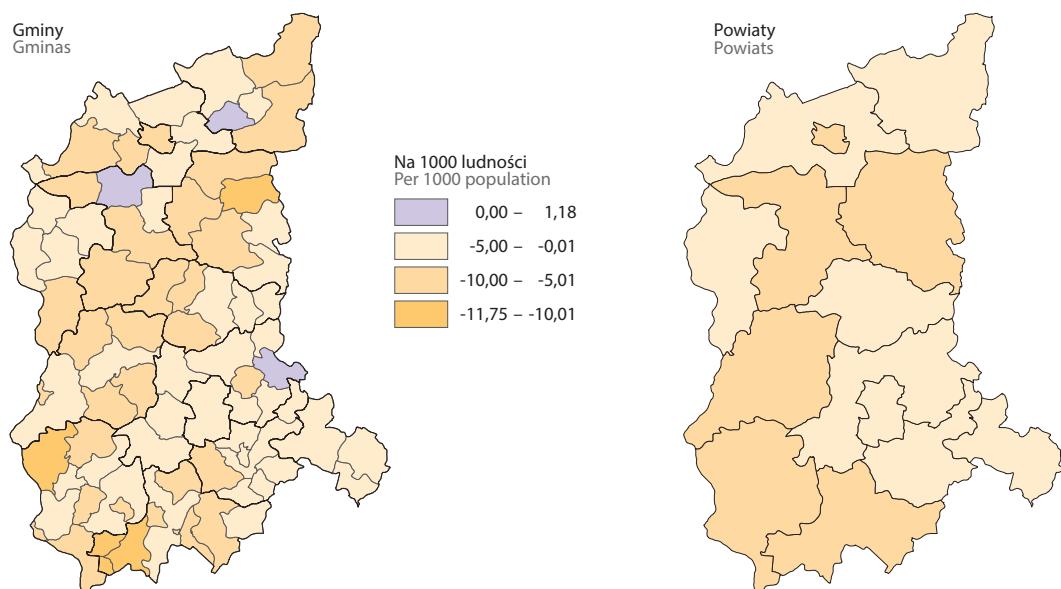 Gminy
Gminas
Powiaty
Powiats
Na 1000 ludności
Per 1000 population
0,00 – 1,18
-5,00 – -0,01
-10,00 – -5,01
-11,75 – -10,01